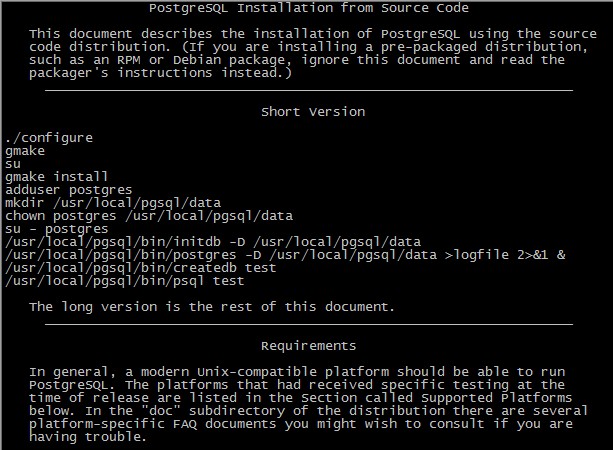 PostgreSQL Installation from Source Code
This document describes the installation of PostgreSQL using the source
code distribution. (If you are installing a pre-packaged distribution,
such as an RPM or Debian package, ignore this document and read the
packager's instructions instead.)
Short Version
./configure
gmake
su
gmake install
adduser postgres
mkdir /usr/local/pgsql/data
chown postgres /usr/local/pgsql/data
su - postgres
/usr/local/pgsql/bin/initdb -D /usr/local/pgsql/data
/usr/local/pgsql/bin/postgres -D /usr/local/pgsql/data >logfile 2>&1 &
/usr/local/pgsql/bin/createdb test
/usr/local/pgsql/bin/psql test
The long version is the rest of this document.
Requirements
In general, a modern Unix-compatible platform should be able to run
PostgreSQL. The platforms that had received specific testing at the
time of release are listed in the Section called Supported Platforms
below. In the "doc" subdirectory of the distribution there are several
platform-specific FAQ documents you might wish to consult if you are
having trouble.